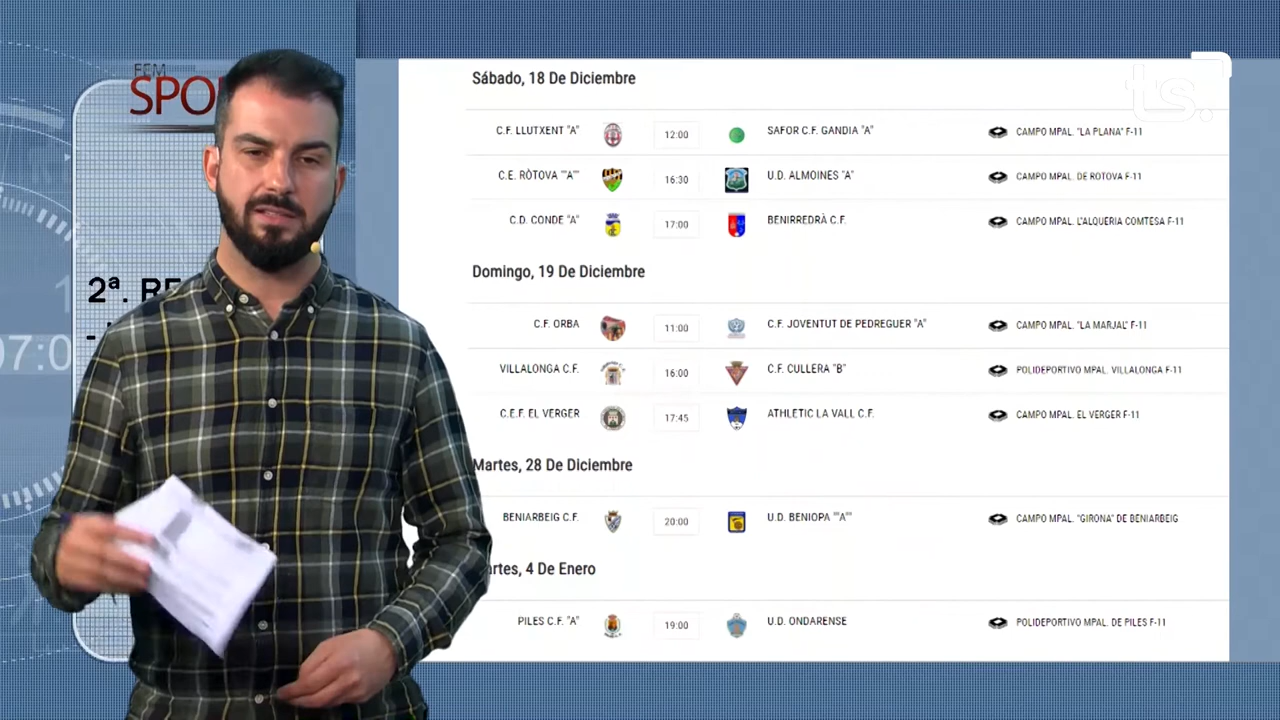 FEM
SPO
2ª. RE
07:0
ts.
Sábado, 18 De Diciembre
C.F. LLUTXENT "A" 12:00 SAFOR C.F. GANDIA "A" CAMPO MPAL. "LA PLANA" F-11
C.E. RÒTOVA ""A"" 16:30 U.D. ALMOINES "A" CAMPO MPAL. DE ROTOVA F-11
C.D. CONDE "A" 17:00 BENIRREDRÀ C.F. CAMPO MPAL. L'ALQUERIA COMTESA F-11
Domingo, 19 De Diciembre
C.F. ORBA 11:00 C.F. JOVENTUT DE PEDREGUER "A" CAMPO MPAL. "LA MARJAL" F-11
VILLALONGA C.F. 16:00 C.F. CULLERA "B" POLIDEPORTIVO MPAL. VILLALONGA F-11
C.E.F. EL VERGER 17:45 ATHLETIC LA VALL C.F. CAMPO MPAL. EL VERGER F-11
Martes, 28 De Diciembre
BENIARBEIG C.F. 20:00 U.D. BENIOPA ""A"" CAMPO MPAL. "GIRONA" DE BENIARBEIG
artes, 4 De Enero
PILES C.F. "A" 19:00 U.D. ONDARENSE POLIDEPORTIVO MPAL. DE PILES F-11